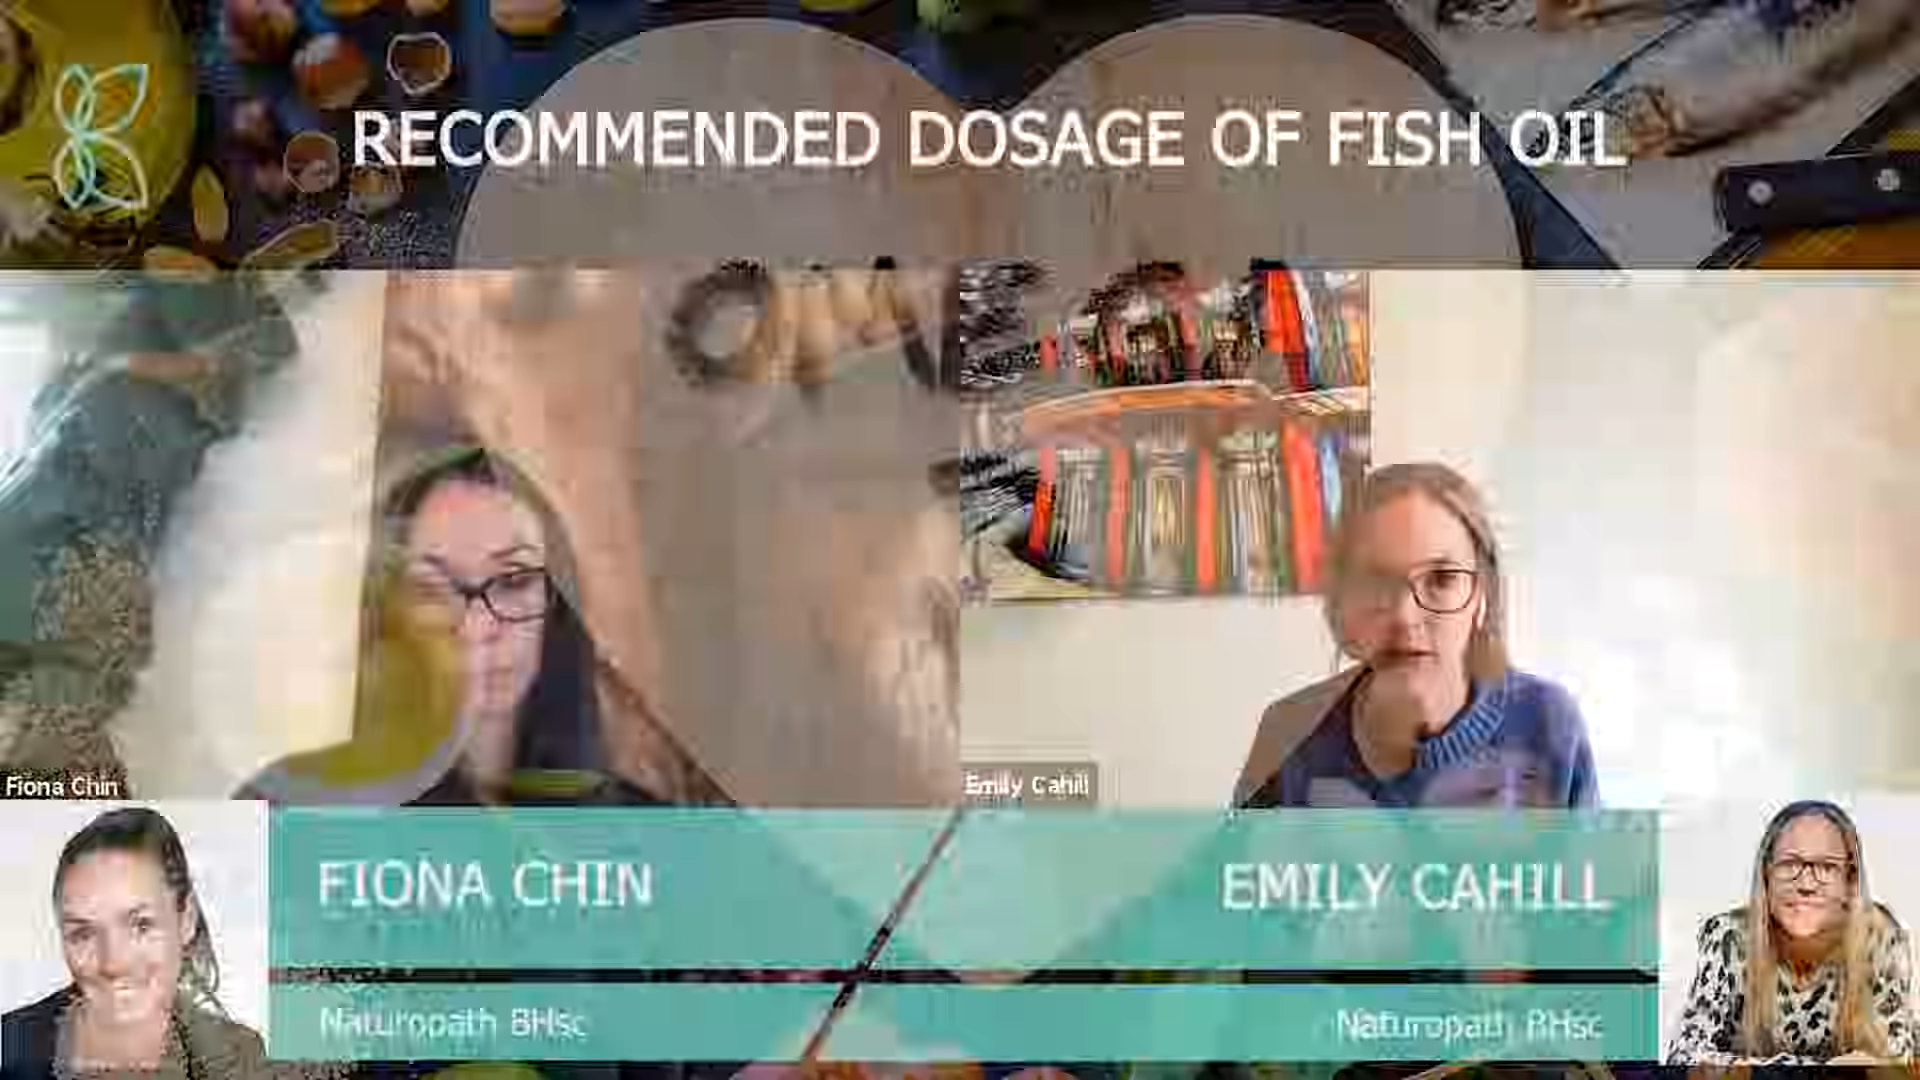 RECOMMENDED DOSAGE OF FISH OIL
Fiona Chin
Emily Cahill
FIONA CHIN
EMILY CAHILL
Naturopath BHsc
Naturopath BHsc